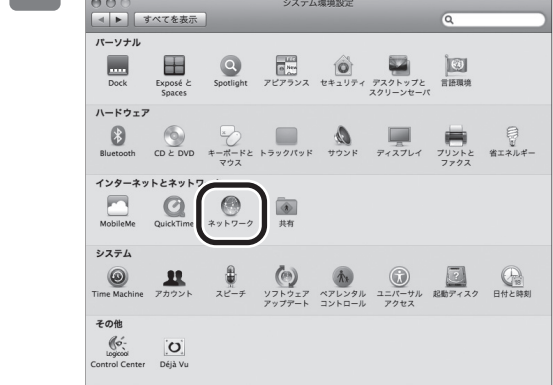 システム環境設定
すべてを表示
パーソナル
Dock
Exposé と
Spaces
Spotlight
アピアランス
セキュリティ
デスクトップと
スクリーンセーバ
言語環境
ハードウェア
Bluetooth
CD と DVD
キーボードと
マウス
トラックパッド
サウンド
ディスプレイ
プリントと
ファクス
省エネルギー
インターネットとネットワ
MobileMe
QuickTime
ネットワーク
共有
システム
Time Machine
アカウント
スピーチ
ソフトウェア
アップデート
ペアレンタル
コントロール
ユニバーサル
アクセス
起動ディスク
日付と時刻
その他
Logicool
Control Center
Déjà Vu